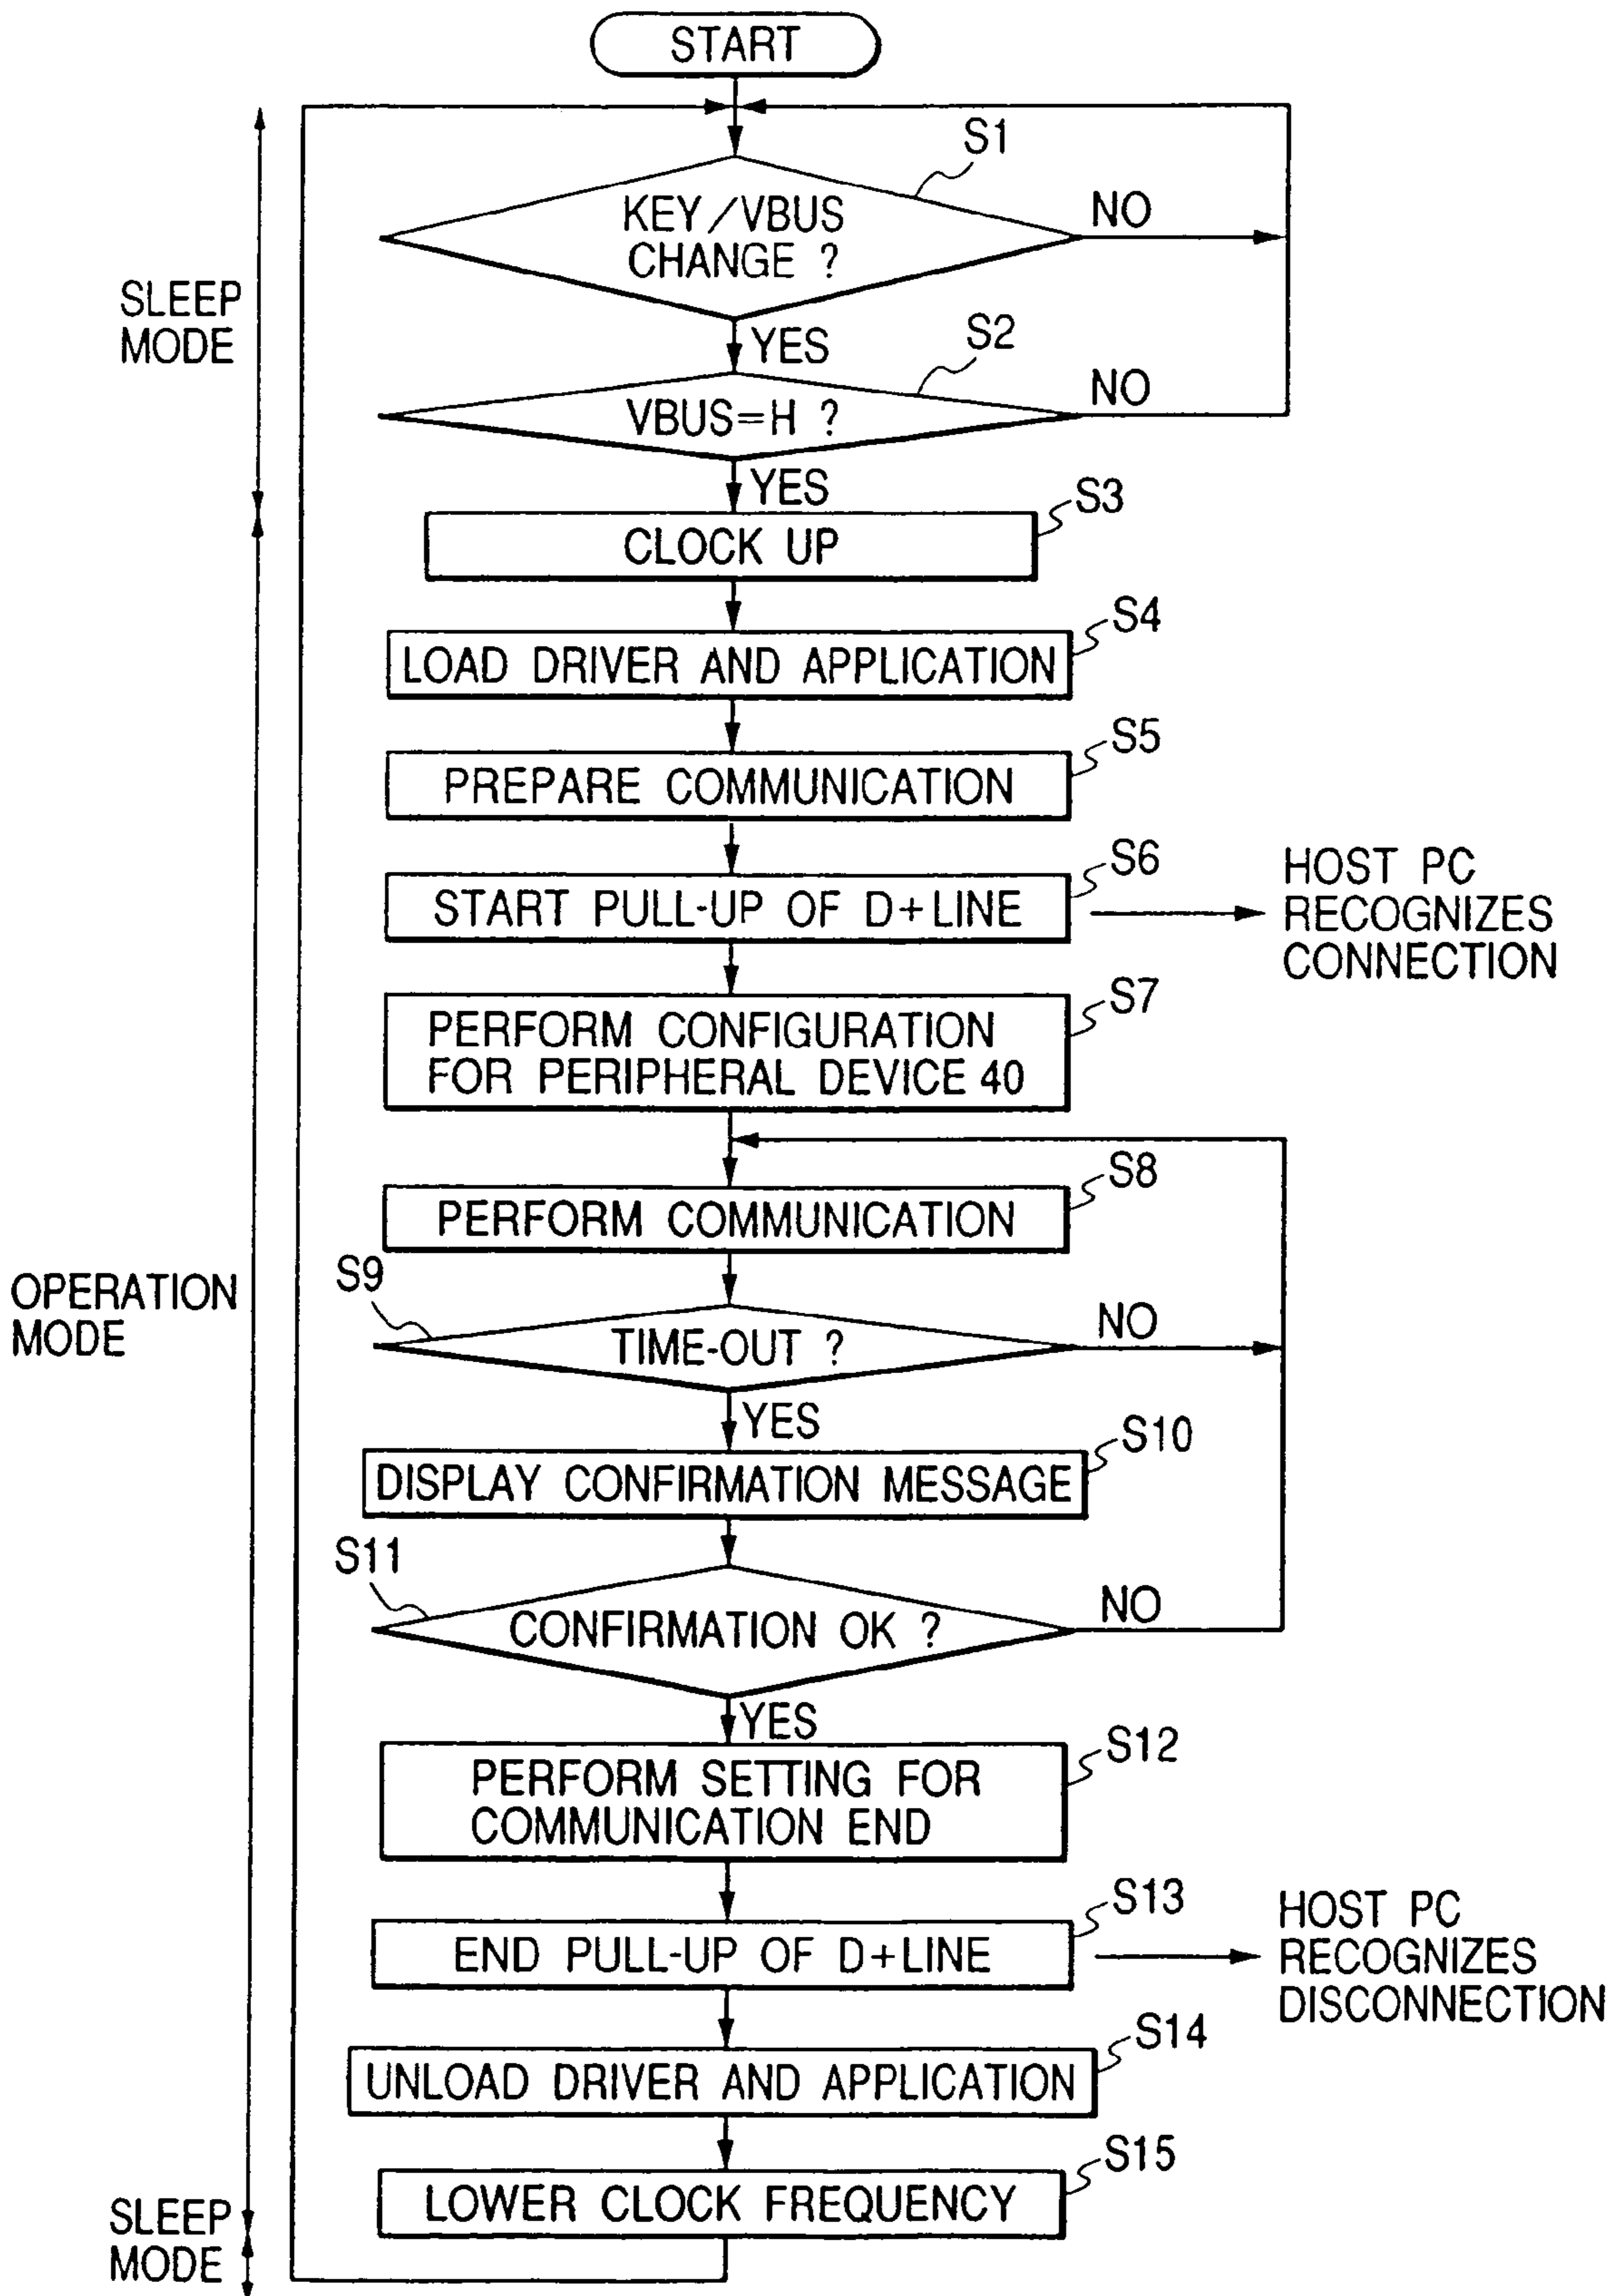 START
S1
KEY/VBUS
CHANGE ?
NO
SLEEP
MODE
YES
S2
VBUS=H ?
NO
YES
S3
CLOCK UP
S4
LOAD DRIVER AND APPLICATION
S5
PREPARE COMMUNICATION
S6
START PULL-UP OF D+LINE
HOST PC
RECOGNIZES
CONNECTION
S7
PERFORM CONFIGURATION
FOR PERIPHERAL DEVICE 40
S8
PERFORM COMMUNICATION
OPERATION
MODE
S9
TIME-OUT ?
NO
YES
S10
DISPLAY CONFIRMATION MESSAGE
S11
CONFIRMATION OK ?
NO
YES
S12
PERFORM SETTING FOR
COMMUNICATION END
S13
END PULL-UP OF D+LINE
HOST PC
RECOGNIZES
DISCONNECTION
S14
UNLOAD DRIVER AND APPLICATION
S15
LOWER CLOCK FREQUENCY
SLEEP
MODE